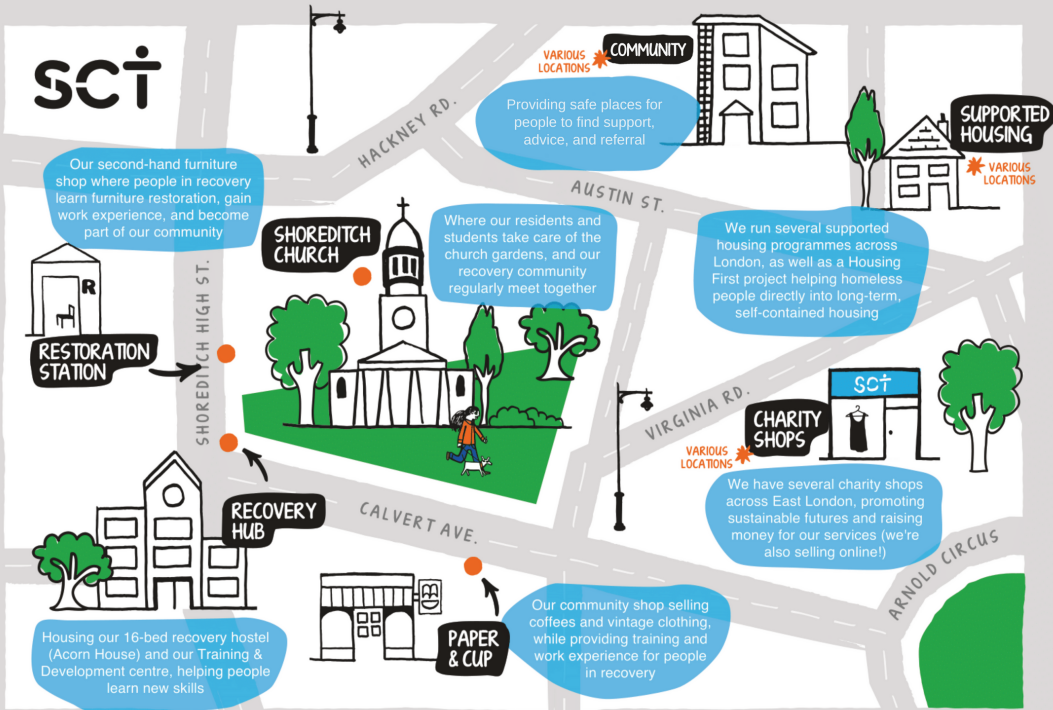 SCT
HACKNEY RD.
VARIOUS
LOCATIONS
COMMUNITY
Providing safe places for
people to find support,
advice, and referral
SUPPORTED
HOUSING
VARIOUS
LOCATIONS
Our second-hand furniture
shop where people in recovery
learn furniture restoration, gain
work experience, and become
part of our community
AUSTIN ST.
SHOREDITCH
CHURCH
Where our residents and
students take care of the
church gardens, and our
recovery community
regularly meet together
We run several supported
housing programmes across
London, as well as a Housing
First project helping homeless
people directly into long-term,
self-contained housing
R
RESTORATION
STATION
SHOREDITCH HIGH ST.
VIRGINIA RD.
SCT
CHARITY
SHOPS
VARIOUS
LOCATIONS
We have several charity shops
across East London, promoting
sustainable futures and raising
money for our services (we're
also selling online!)
RECOVERY
HUB
CALVERT AVE.
ARNOLD CIRCUS
PAPER
& CUP
Our community shop selling
coffees and vintage clothing,
while providing training and
work experience for people
in recovery
Housing our 16-bed recovery hostel
(Acorn House) and our Training &
Development centre, helping people
learn new skills